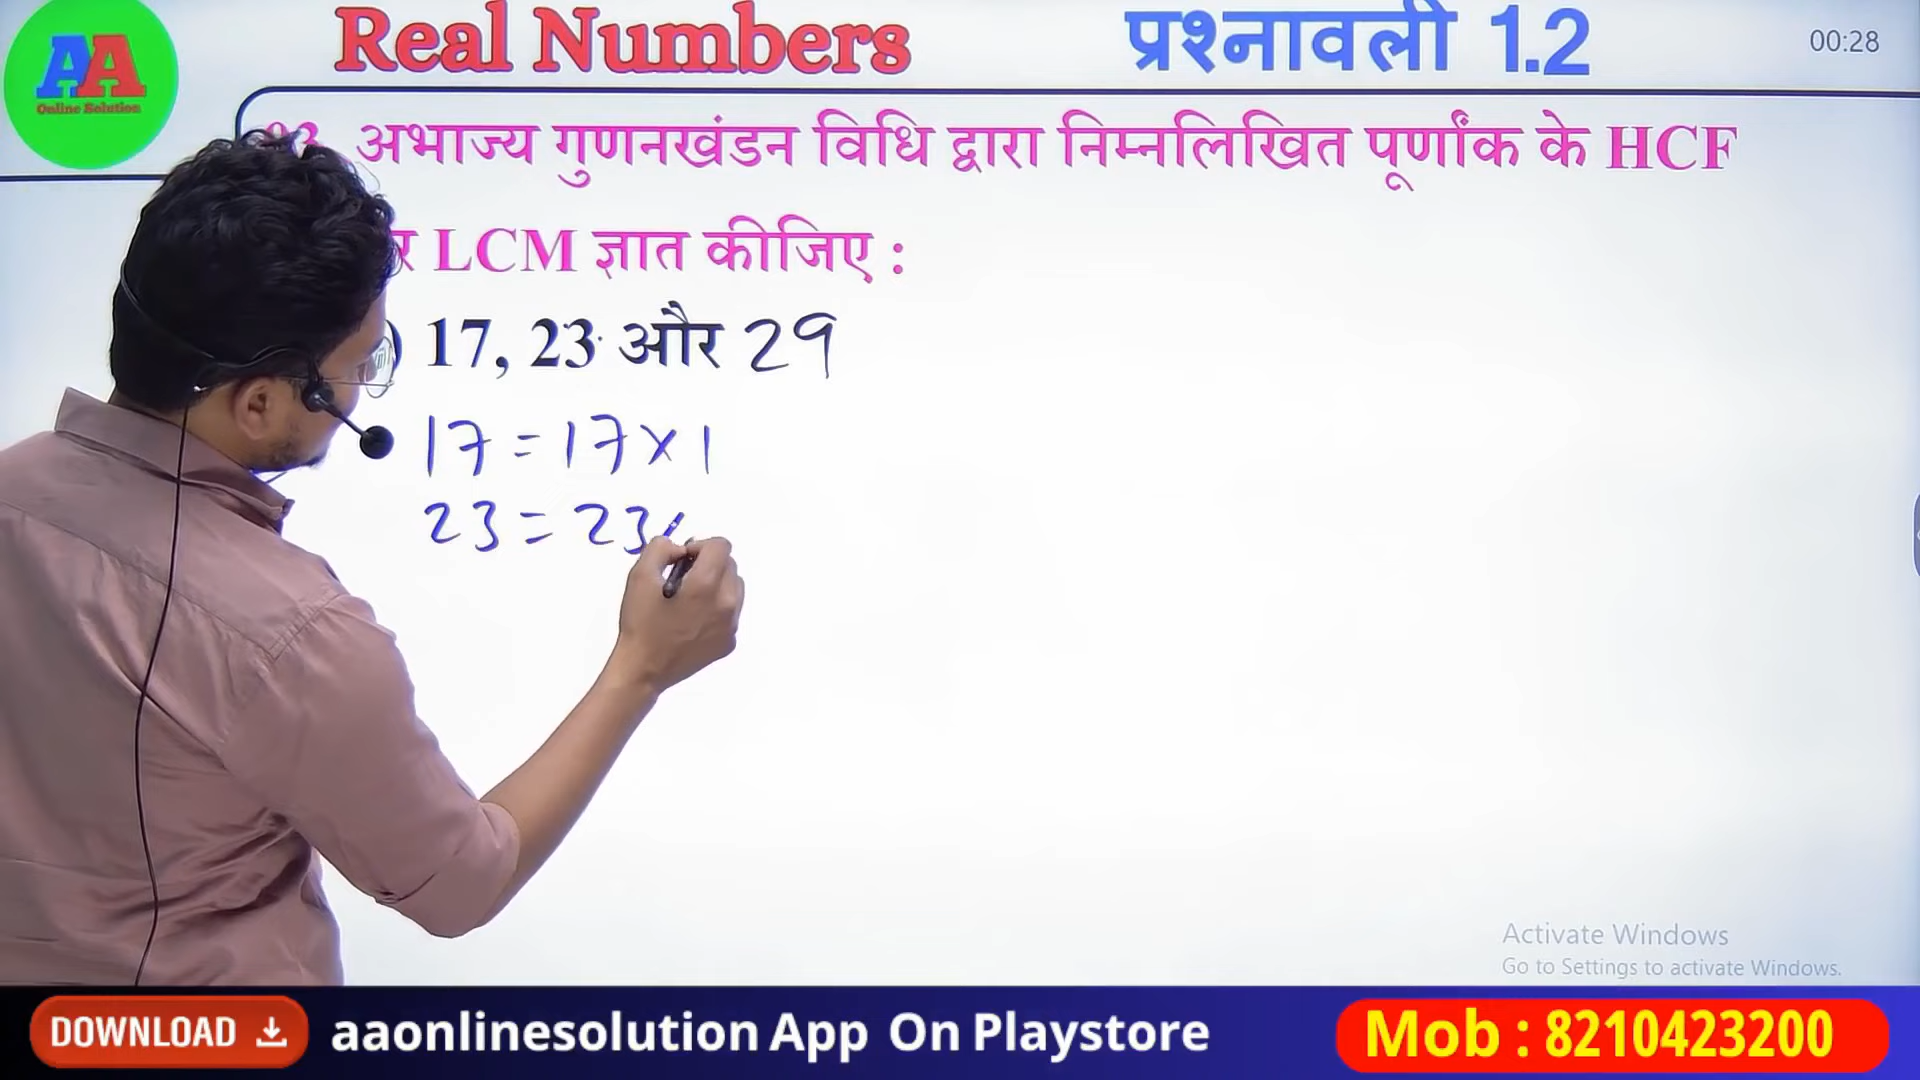 AA
Online Solution
Real Numbers
प्रश्नावली 1.2
00:28
अभाज्य गुणनखंडन विधि द्वारा निम्नलिखित पूर्णांक के HCF
र LCM ज्ञात कीजिए :
) 17, 23 और 29
17 = 17 × 1
23 = 23
Activate Windows
Go to Settings to activate Windows.
DOWNLOAD
aaonlinesolution App On Playstore
Mob : 8210423200